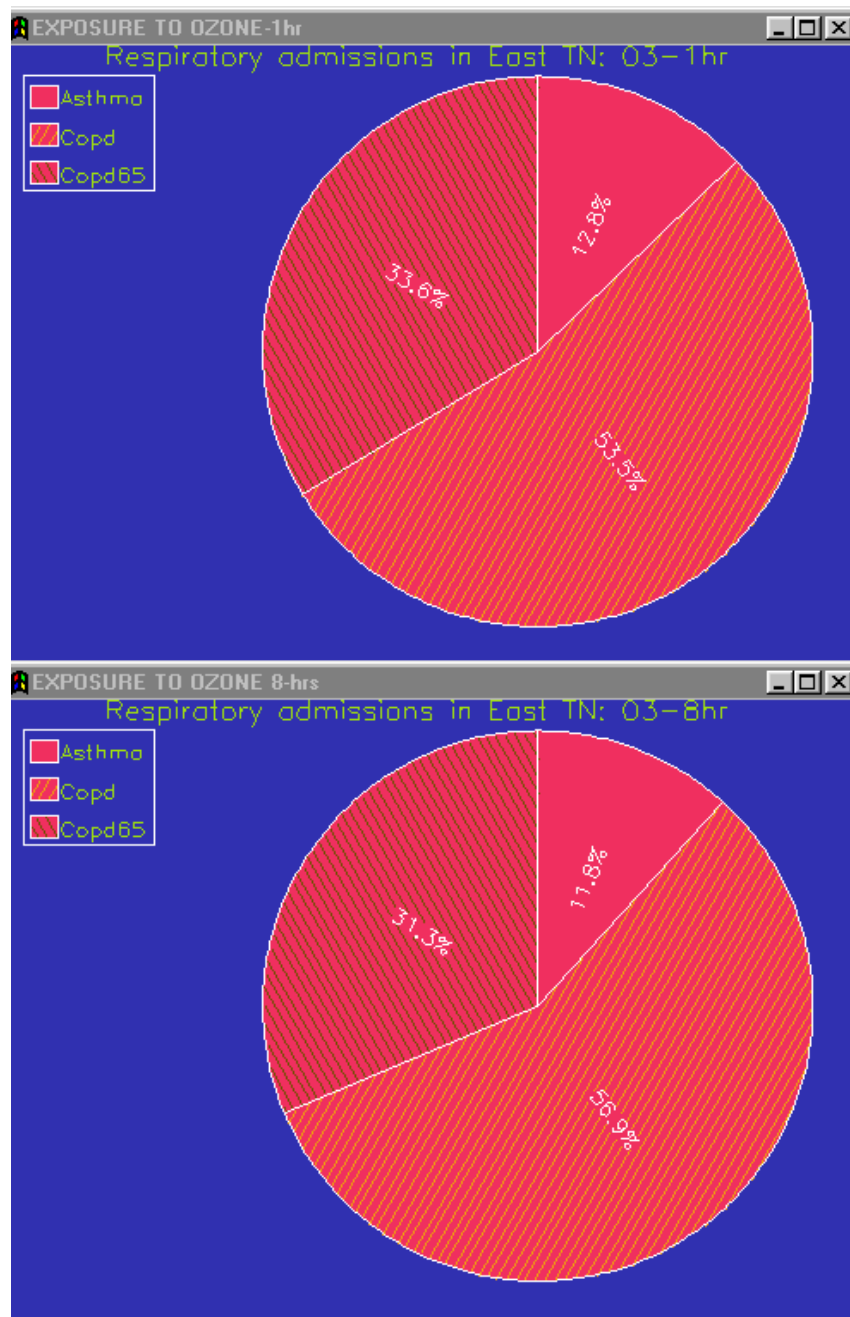 EXPOSURE TO OZONE-1hr
Respiratory admissions in East TN: O3-1hr
Asthma
Copd
Copd65
12.8%
33.6%
53.5%
EXPOSURE TO OZONE 8-hrs
Respiratory admissions in East TN: O3-8hr
Asthma
Copd
Copd65
11.8%
31.3%
56.9%